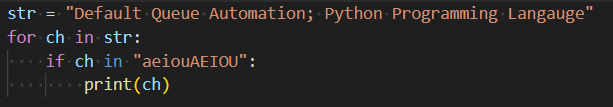 str = "Default Queue Automation; Python Programming Langauge"
for ch in str:
    if ch in "aeiouAEIOU":
        print(ch)